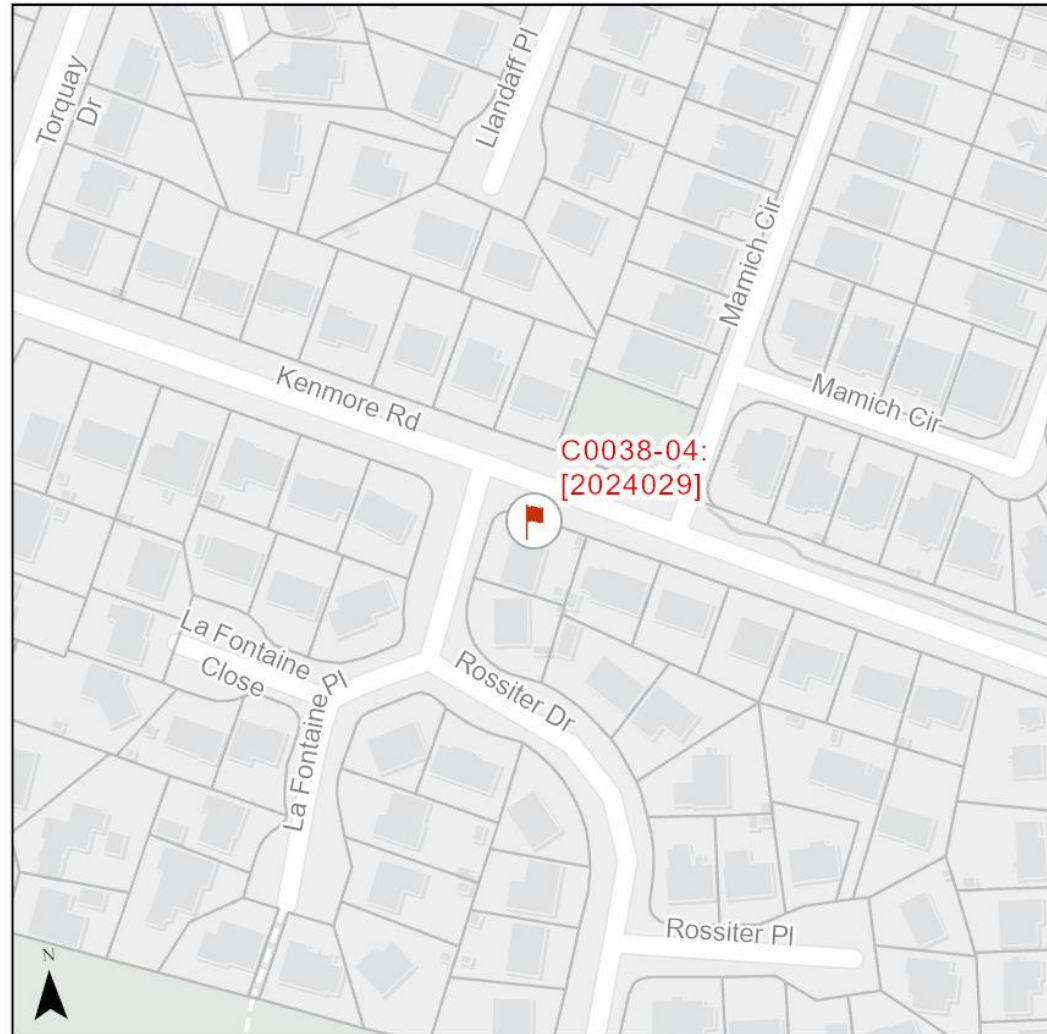 Torquay
Dr
Llandaff Pl
Mamich Cir
Kenmore Rd
Mamich Cir
C0038-04:
[2024029]
La Fontaine Pl
Close
La Fontaine
Rossiter Dr
Rossiter Pl
N